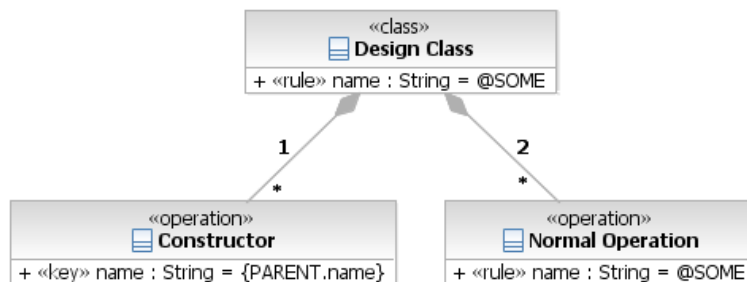 «class»
Design Class
+ «rule» name : String = @SOME
1
2
*
*
«operation»
Constructor
+ «key» name : String = {PARENT.name}
«operation»
Normal Operation
+ «rule» name : String = @SOME